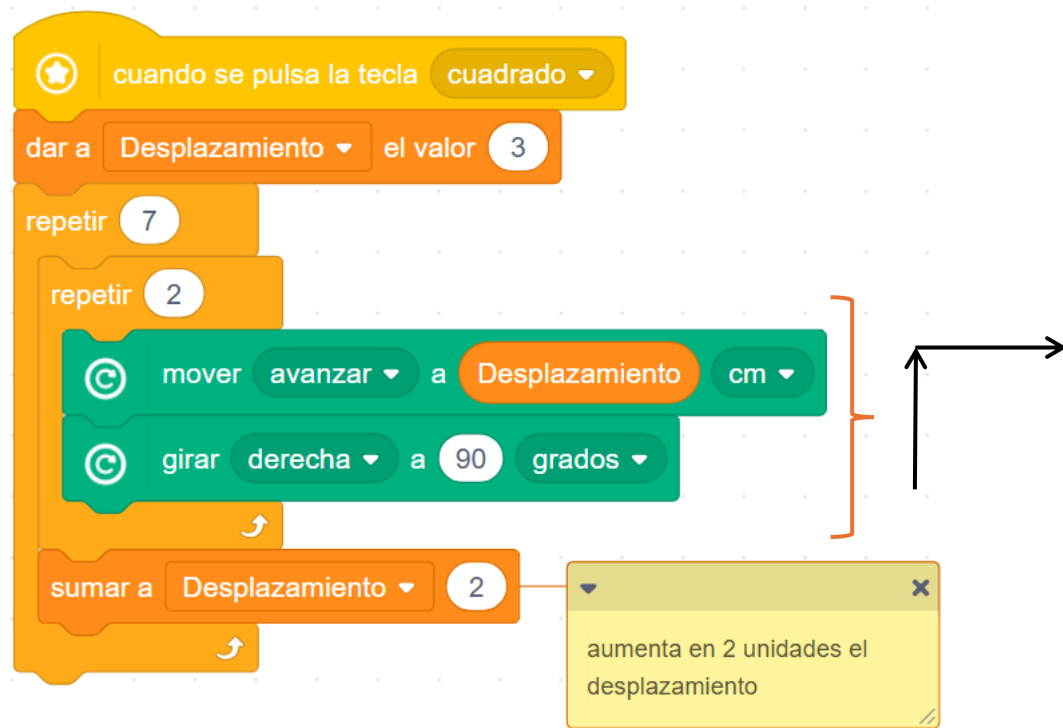 cuando se pulsa la tecla cuadrado
dar a Desplazamiento el valor 3
repetir 7
repetir 2
mover avanzar a Desplazamiento cm
girar derecha a 90 grados
sumar a Desplazamiento 2
aumenta en 2 unidades el
desplazamiento